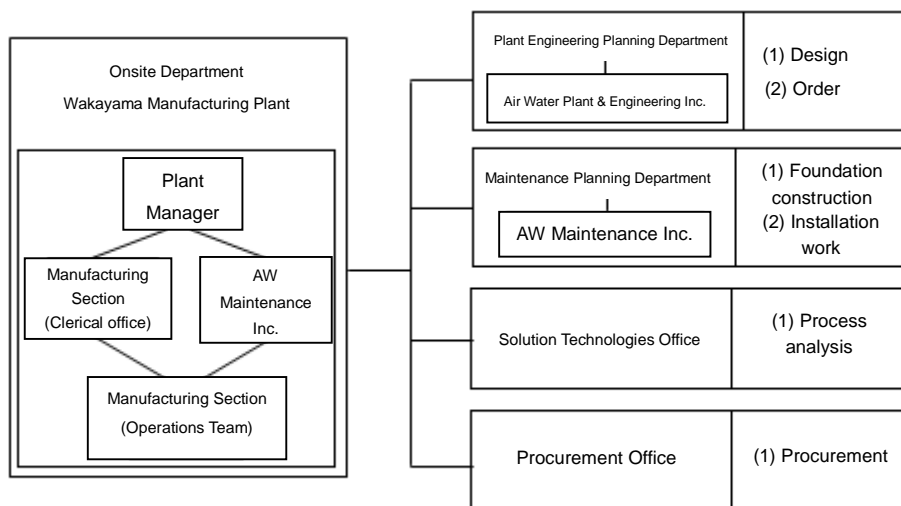 Onsite Department
Wakayama Manufacturing Plant
Plant
Manager
Manufacturing
Section
(Clerical office)
AW
Maintenance
Inc.
Manufacturing Section
(Operations Team)
Plant Engineering Planning Department
Air Water Plant & Engineering Inc.
(1) Design
(2) Order
Maintenance Planning Department
AW Maintenance Inc.
(1) Foundation
construction
(2) Installation
work
Solution Technologies Office
(1) Process
analysis
Procurement Office
(1) Procurement